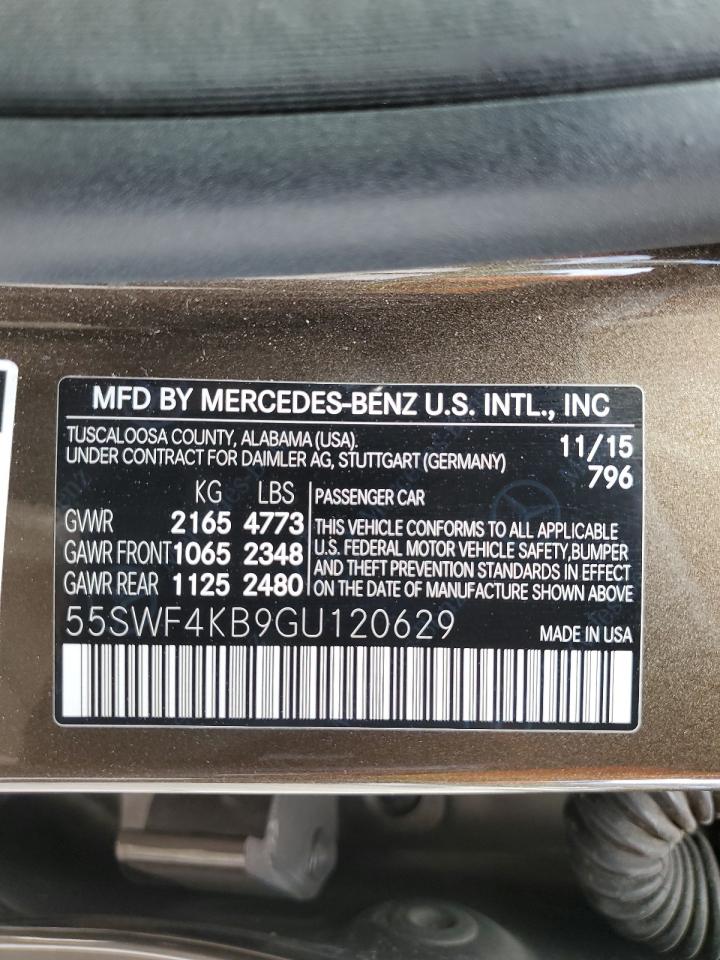 MFD BY MERCEDES-BENZ U.S. INTL., INC
TUSCALOOSA COUNTY, ALABAMA (USA). 11/15
UNDER CONTRACT FOR DAIMLER AG, STUTTGART (GERMANY) 796
KG LBS PASSENGER CAR
GVWR 2165 4773 THIS VEHICLE CONFORMS TO ALL APPLICABLE
GAWR FRONT 1065 2348 U.S. FEDERAL MOTOR VEHICLE SAFETY, BUMPER
AND THEFT PREVENTION STANDARDS IN EFFECT
GAWR REAR 1125 2480 ON THE DATE OF MANUFACTURE SHOWN ABOVE
55SWF4KB9GU120629 MADE IN USA